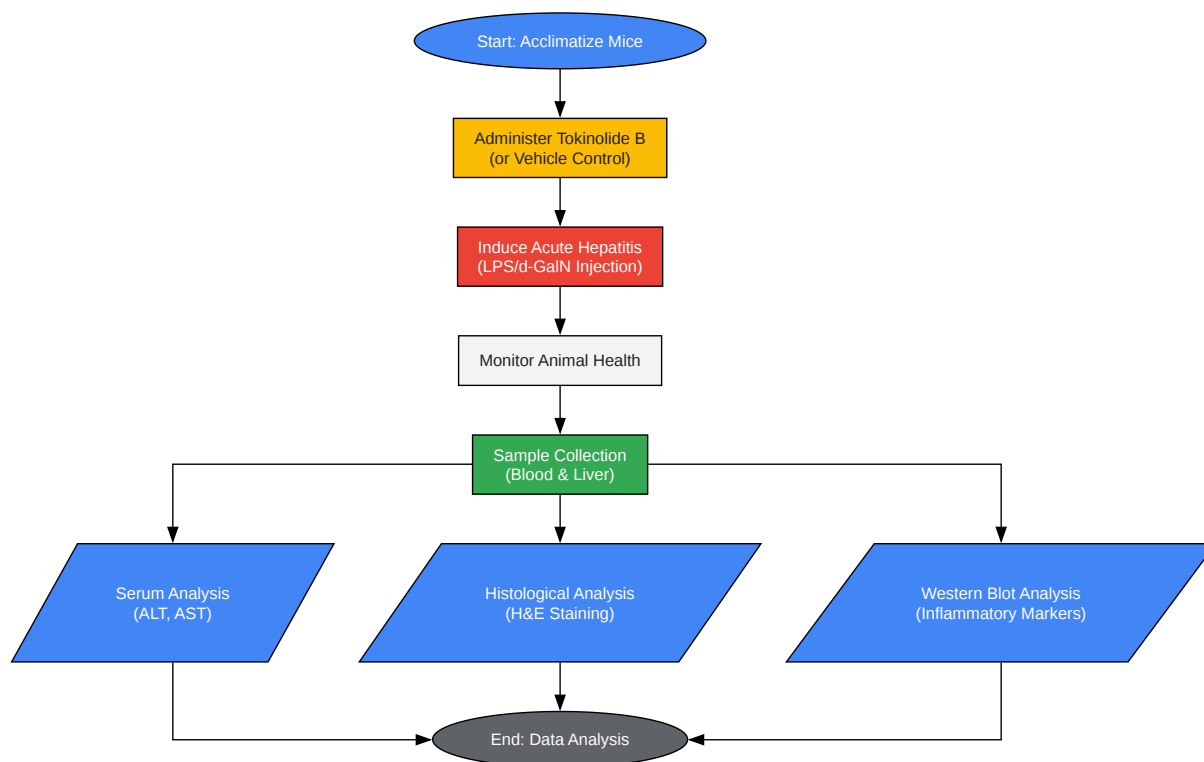 Start: Acclimatize Mice
Administer Tokinolide B
(or Vehicle Control)
Induce Acute Hepatitis
(LPS/d-GalN Injection)
Monitor Animal Health
Sample Collection
(Blood & Liver)
Serum Analysis
(ALT, AST)
Histological Analysis
(H&E Staining)
Western Blot Analysis
(Inflammatory Markers)
End: Data Analysis